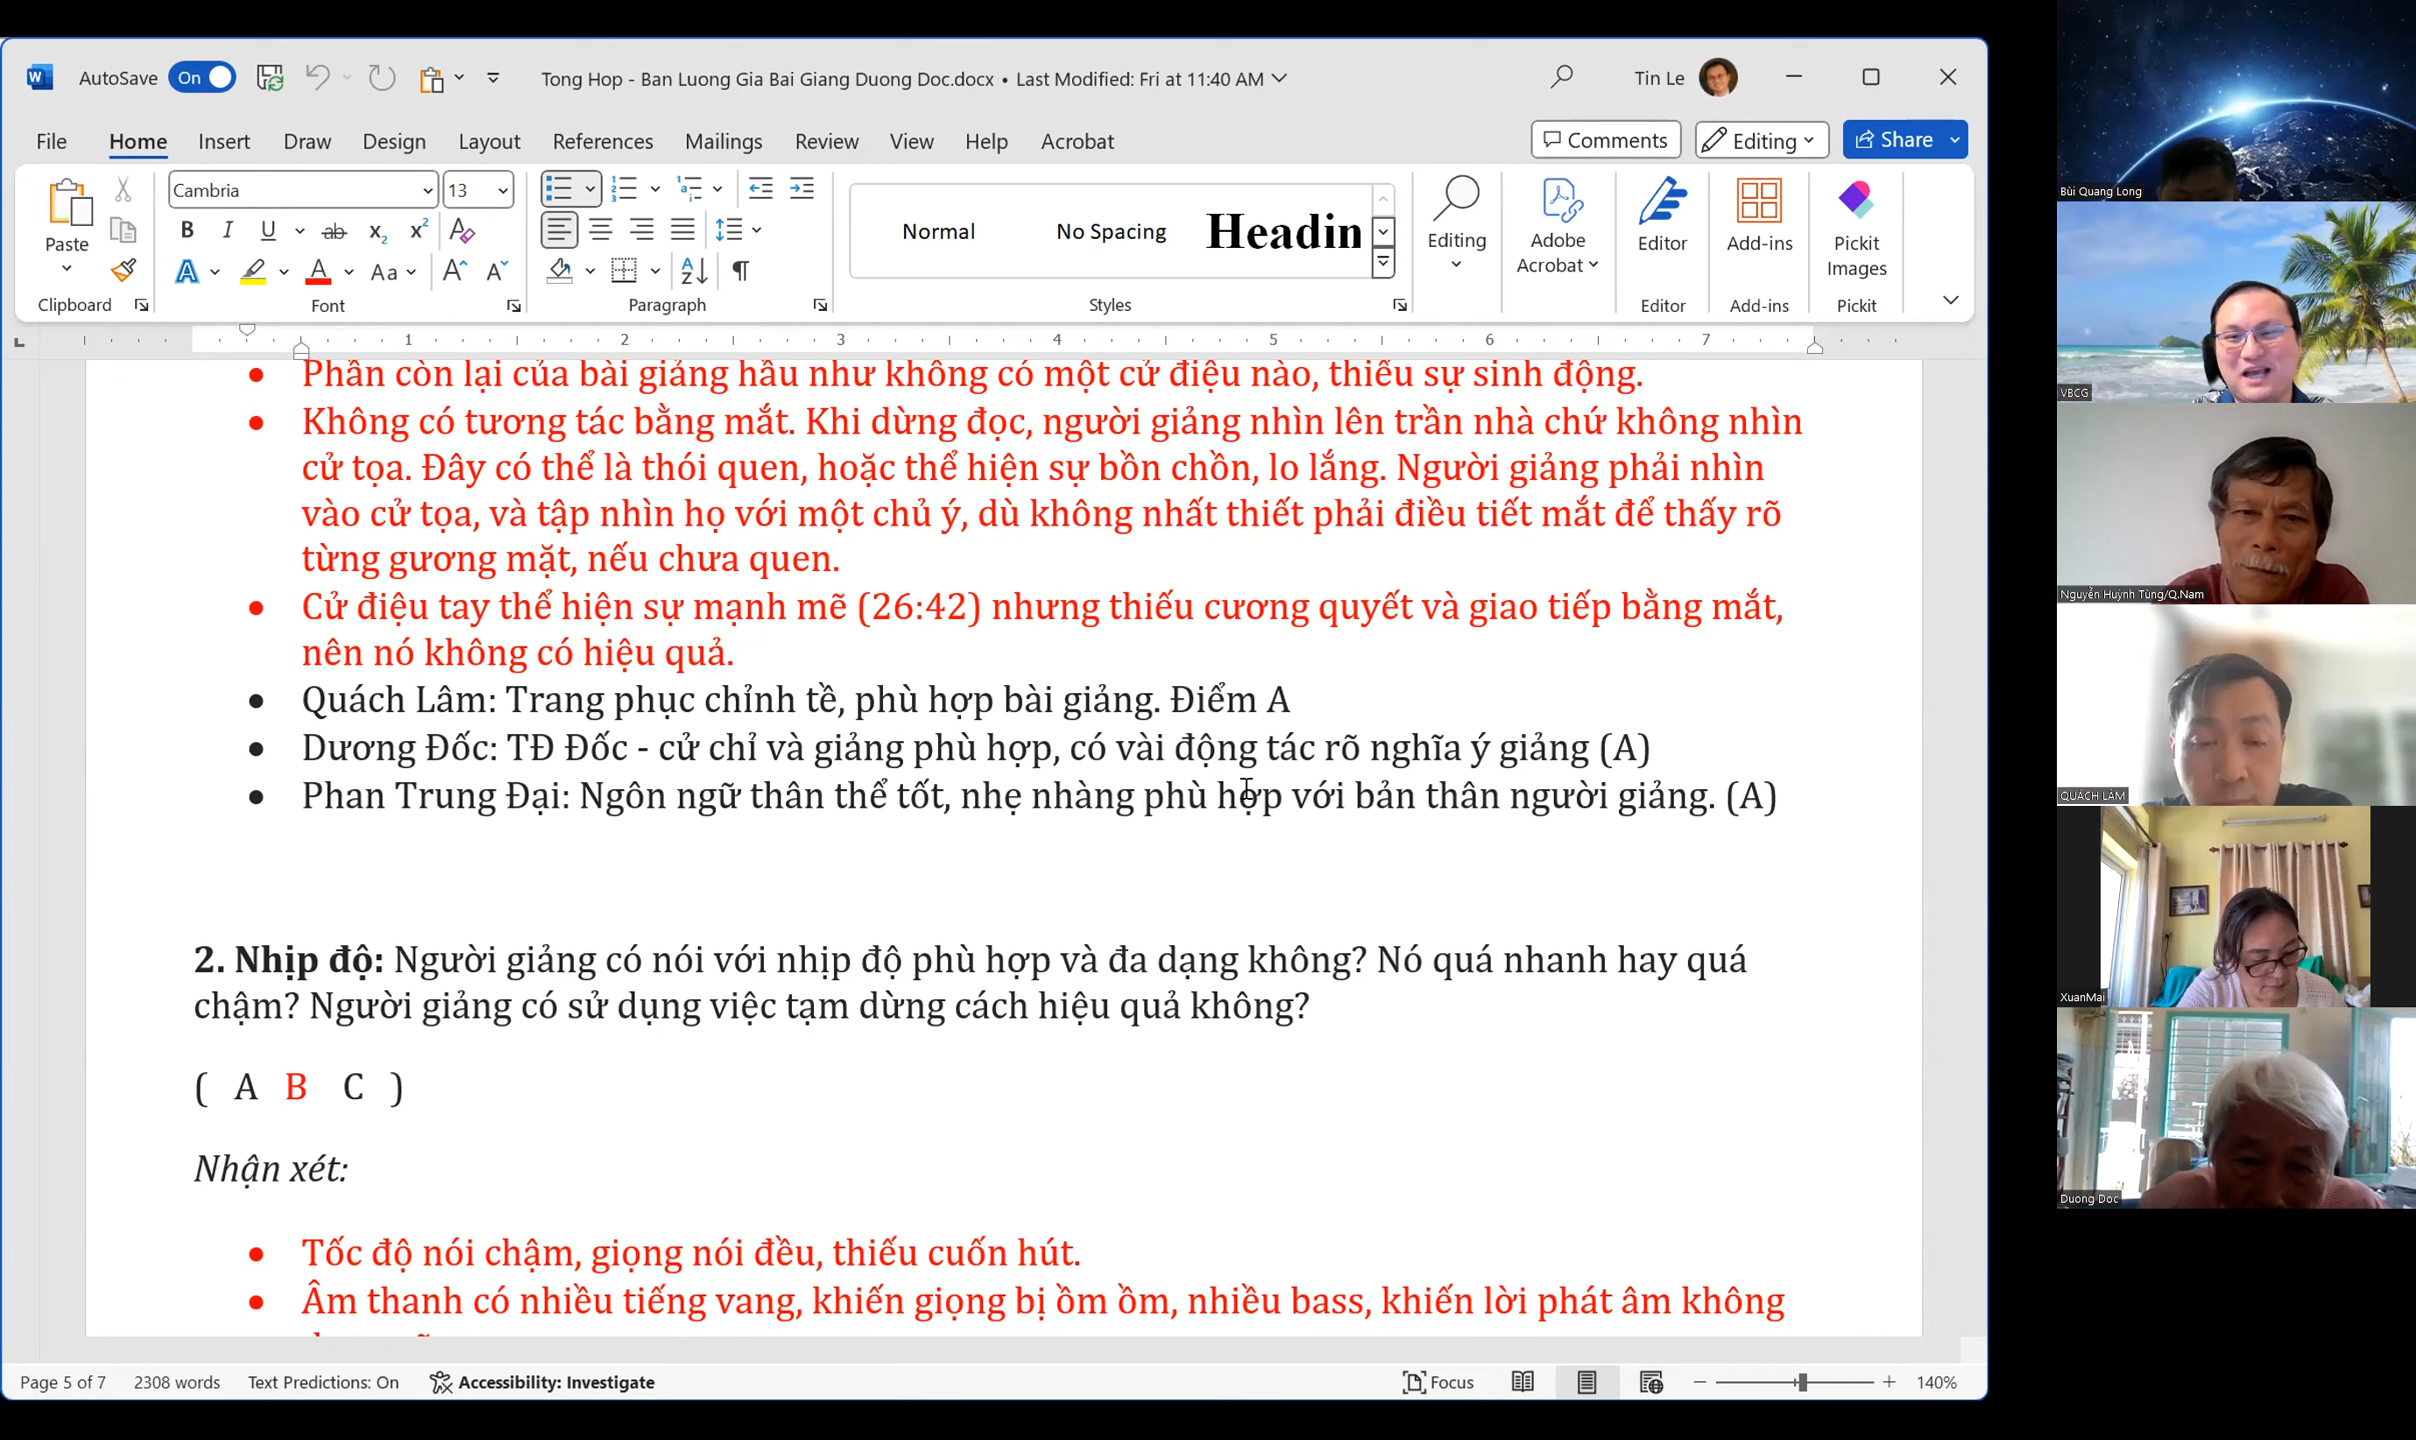 AutoSave On Tong Hop - Ban Luong Gia Bai Giang Duong Doc.docx • Last Modified: Fri at 11:40 AM Tin Le
File Home Insert Draw Design Layout References Mailings Review View Help Acrobat Comments Editing Share
Paste
Clipboard
Cambria 13
Font
Paragraph
Normal No Spacing Headin
Styles
Editing
Adobe Acrobat
Editor
Editor
Add-ins
Add-ins
Pickit Images
Pickit
1 2 3 4 5 6 7
• Phần còn lại của bài giảng hầu như không có một cử điệu nào, thiếu sự sinh động.
• Không có tương tác bằng mắt. Khi dừng đọc, người giảng nhìn lên trần nhà chứ không nhìn
cử tọa. Đây có thể là thói quen, hoặc thể hiện sự bồn chồn, lo lắng. Người giảng phải nhìn
vào cử tọa, và tập nhìn họ với một chủ ý, dù không nhất thiết phải điều tiết mắt để thấy rõ
từng gương mặt, nếu chưa quen.
• Cử điệu tay thể hiện sự mạnh mẽ (26:42) nhưng thiếu cương quyết và giao tiếp bằng mắt,
nên nó không có hiệu quả.
• Quách Lâm: Trang phục chỉnh tề, phù hợp bài giảng. Điểm A
• Dương Đốc: TĐ Đốc - cử chỉ và giảng phù hợp, có vài động tác rõ nghĩa ý giảng (A)
• Phan Trung Đại: Ngôn ngữ thân thể tốt, nhẹ nhàng phù hợp với bản thân người giảng. (A)
2. Nhịp độ: Người giảng có nói với nhịp độ phù hợp và đa dạng không? Nó quá nhanh hay quá
chậm? Người giảng có sử dụng việc tạm dừng cách hiệu quả không?
( A B C )
Nhận xét:
• Tốc độ nói chậm, giọng nói đều, thiếu cuốn hút.
• Âm thanh có nhiều tiếng vang, khiến giọng bị ồm ồm, nhiều bass, khiến lời phát âm không
Page 5 of 7 2308 words Text Predictions: On Accessibility: Investigate Focus 140%
Bùi Quang Long
VBCG
Nguyễn Huỳnh Tùng/Q.Nam
QUÁCH LÂM
XuanMai
Duong Doc